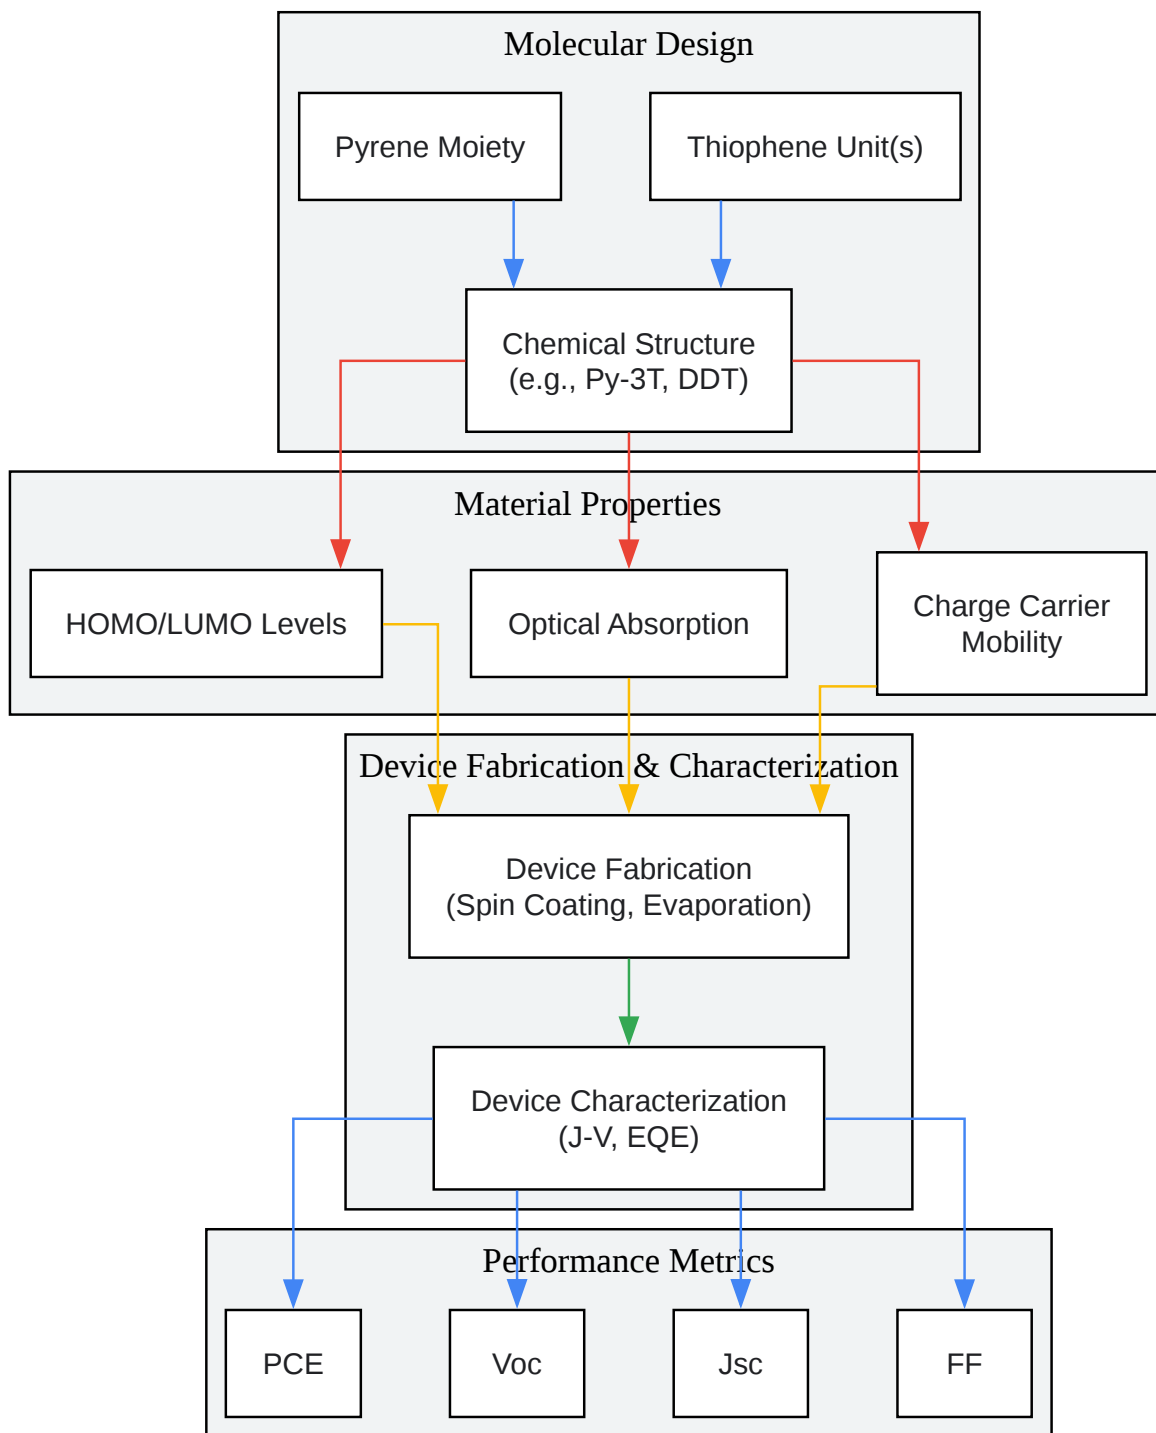 Molecular Design
Pyrene Moiety
Thiophene Unit(s)
Chemical Structure
(e.g., Py-3T, DDT)
Material Properties
HOMO/LUMO Levels
Optical Absorption
Charge Carrier
Mobility
Device Fabrication & Characterization
Device Fabrication
(Spin Coating, Evaporation)
Device Characterization
(J-V, EQE)
Performance Metrics
PCE
Voc
Jsc
FF